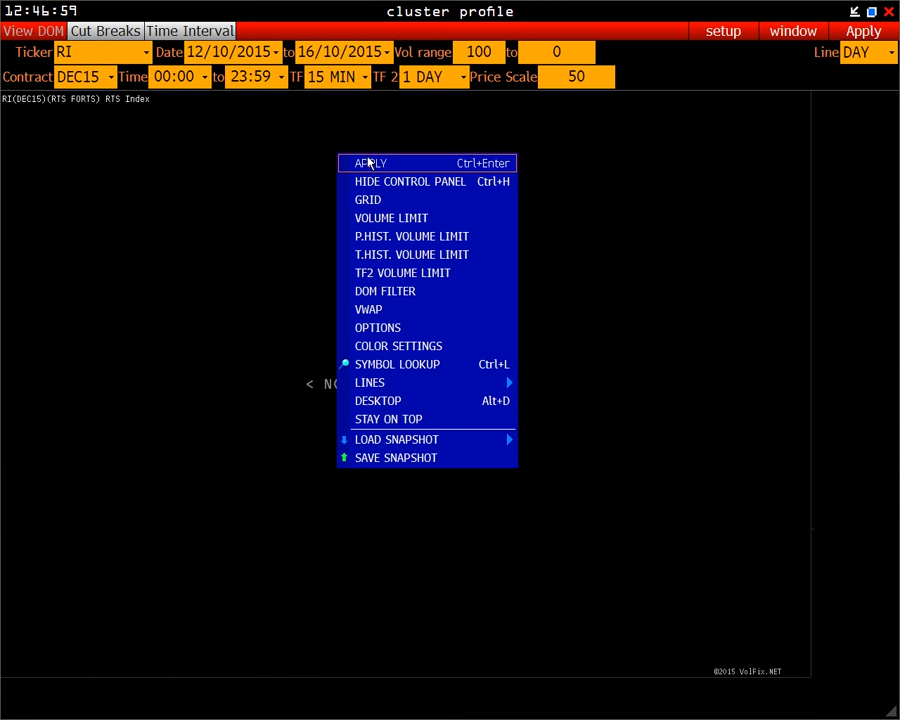 12:46:59 cluster profile
View DOM Cut Breaks Time Interval setup window Apply
Ticker RI Date 12/10/2015 to 16/10/2015 Vol range 100 to 0 Line DAY
Contract DEC15 Time 00:00 to 23:59 TF 15 MIN TF 2 1 DAY Price Scale 50
RI(DEC15)(RTS FORTS) RTS Index
APPLY Ctrl+Enter
HIDE CONTROL PANEL Ctrl+H
GRID
VOLUME LIMIT
P.HIST. VOLUME LIMIT
T.HIST. VOLUME LIMIT
TF2 VOLUME LIMIT
DOM FILTER
VWAP
OPTIONS
COLOR SETTINGS
SYMBOL LOOKUP Ctrl+L
< NO
LINES
DESKTOP Alt+D
STAY ON TOP
LOAD SNAPSHOT
SAVE SNAPSHOT
©2015 VolFix.NET